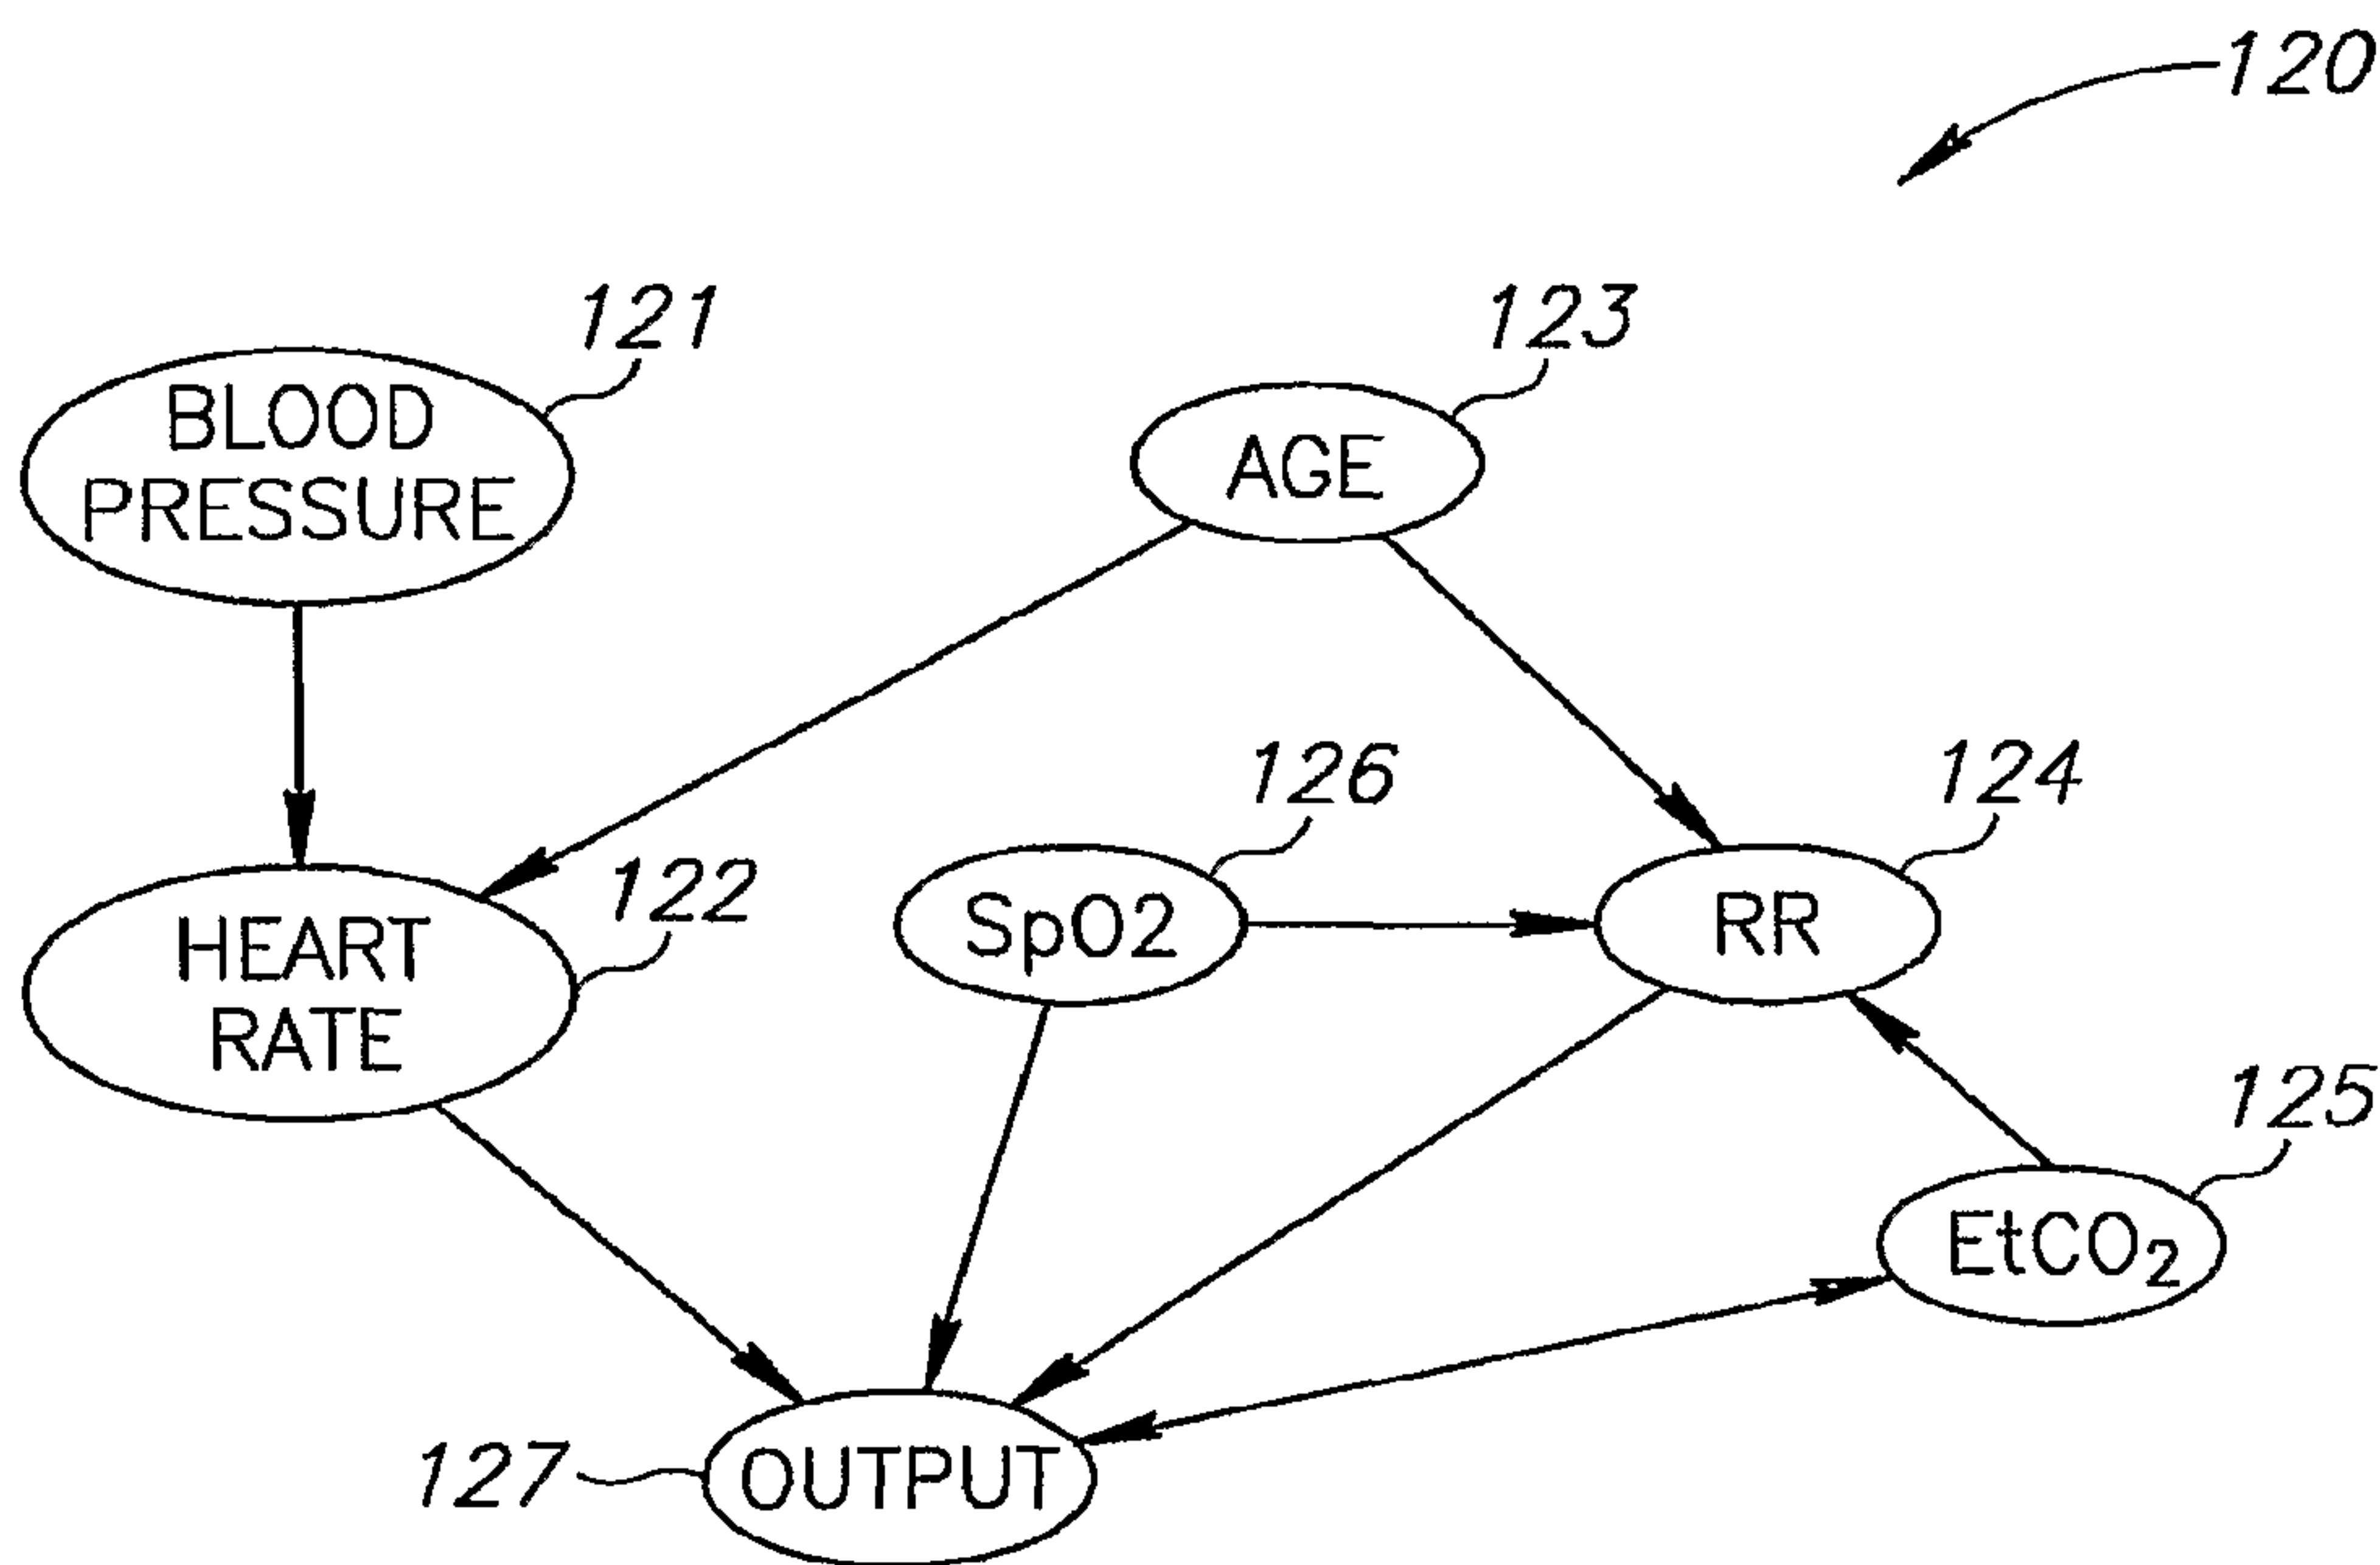 120
121
123
BLOOD
PRESSURE
AGE
126
124
122
SpO2
RR
HEART
RATE
125
EtCO₂
127
OUTPUT